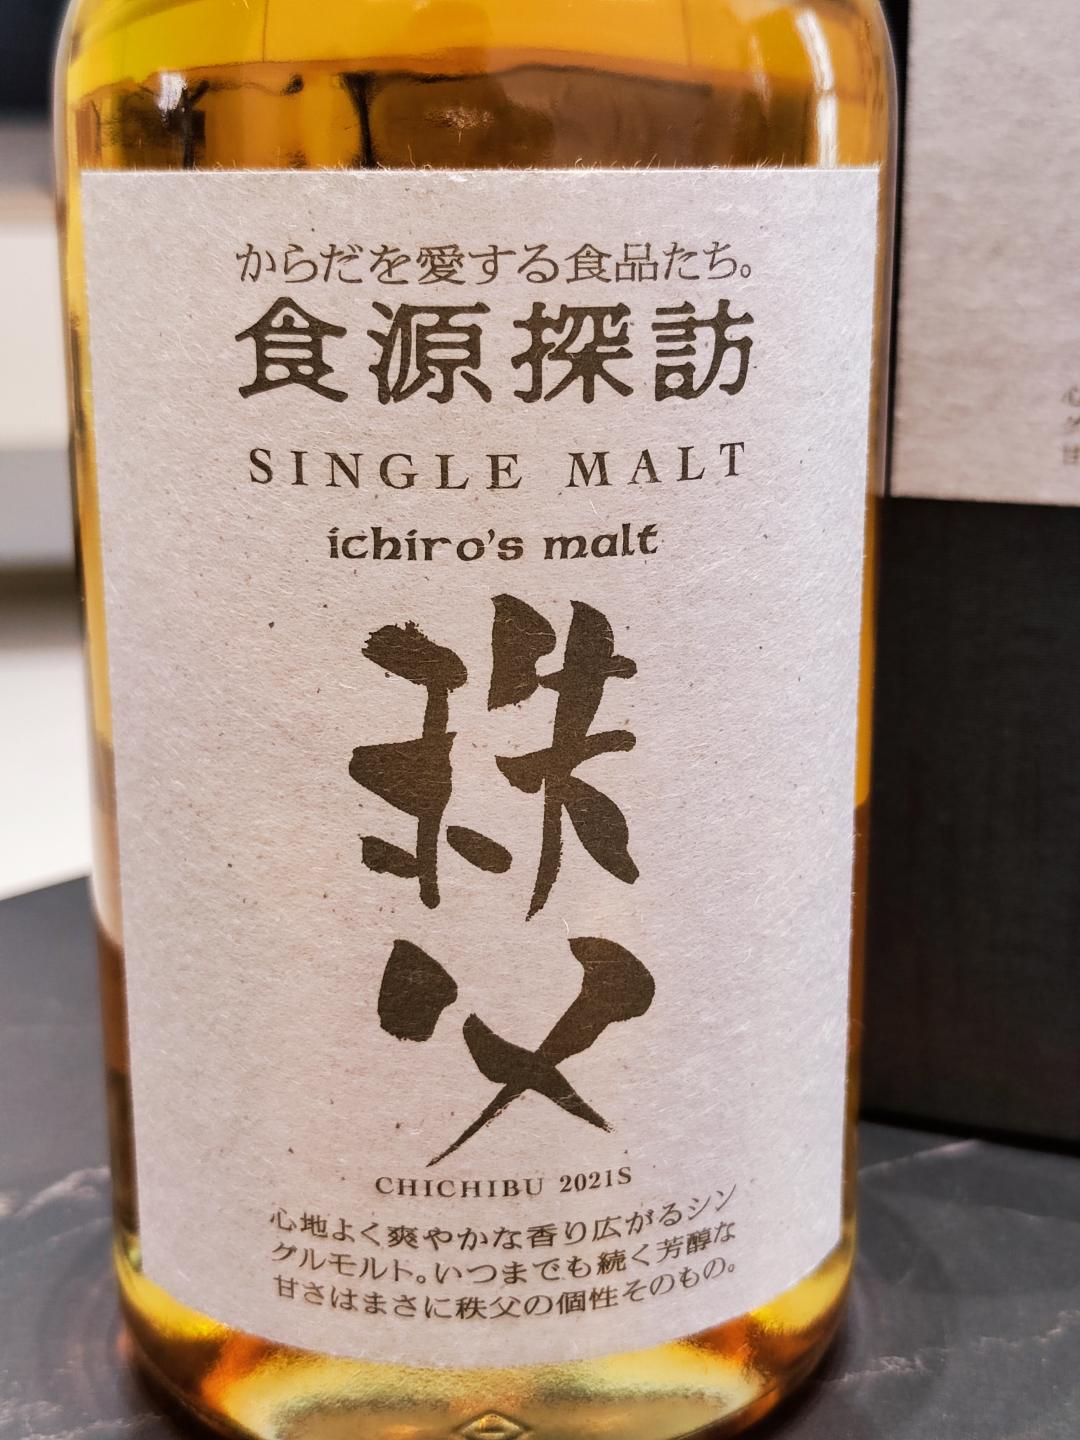 からだを愛する食品たち。
食源探訪
SINGLE MALT
ichiro's malt
秩父
CHICHIBU 2021S
心地よく爽やかな香り広がるシン
グルモルト。いつまでも続く芳醇な
甘さはまさに秩父の個性そのもの。
心
グ
甘